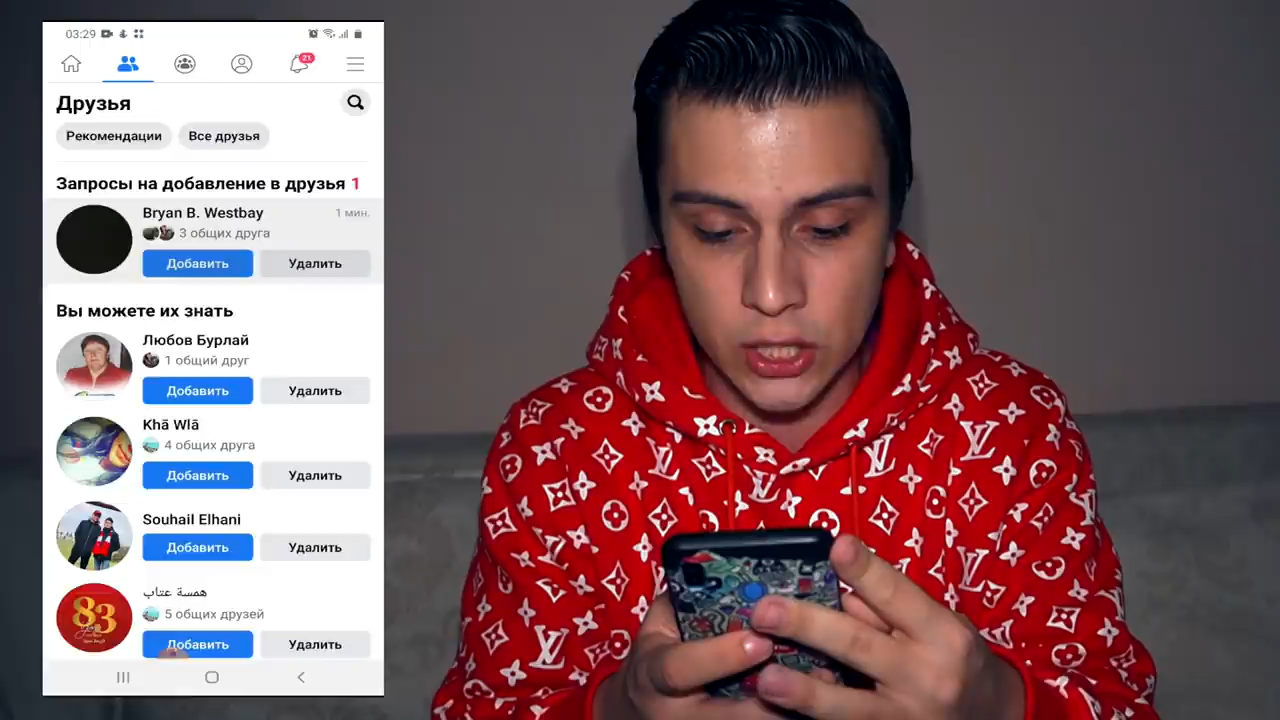 03:29
21
Друзья
Рекомендации Все друзья
Запросы на добавление в друзья 1
Bryan B. Westbay 1 мин.
3 общих друга
Добавить Удалить
Вы можете их знать
Любов Бурлай
1 общий друг
Добавить Удалить
Khā Wlā
4 общих друга
Добавить Удалить
Souhail Elhani
Добавить Удалить
همسة عتاب
83
5 общих друзей
Добавить Удалить